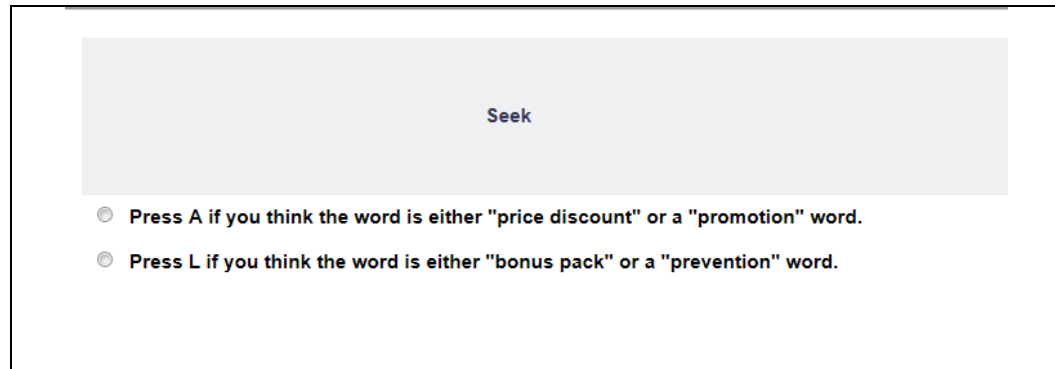 Seek
Press A if you think the word is either "price discount" or a "promotion" word.
Press L if you think the word is either "bonus pack" or a "prevention" word.